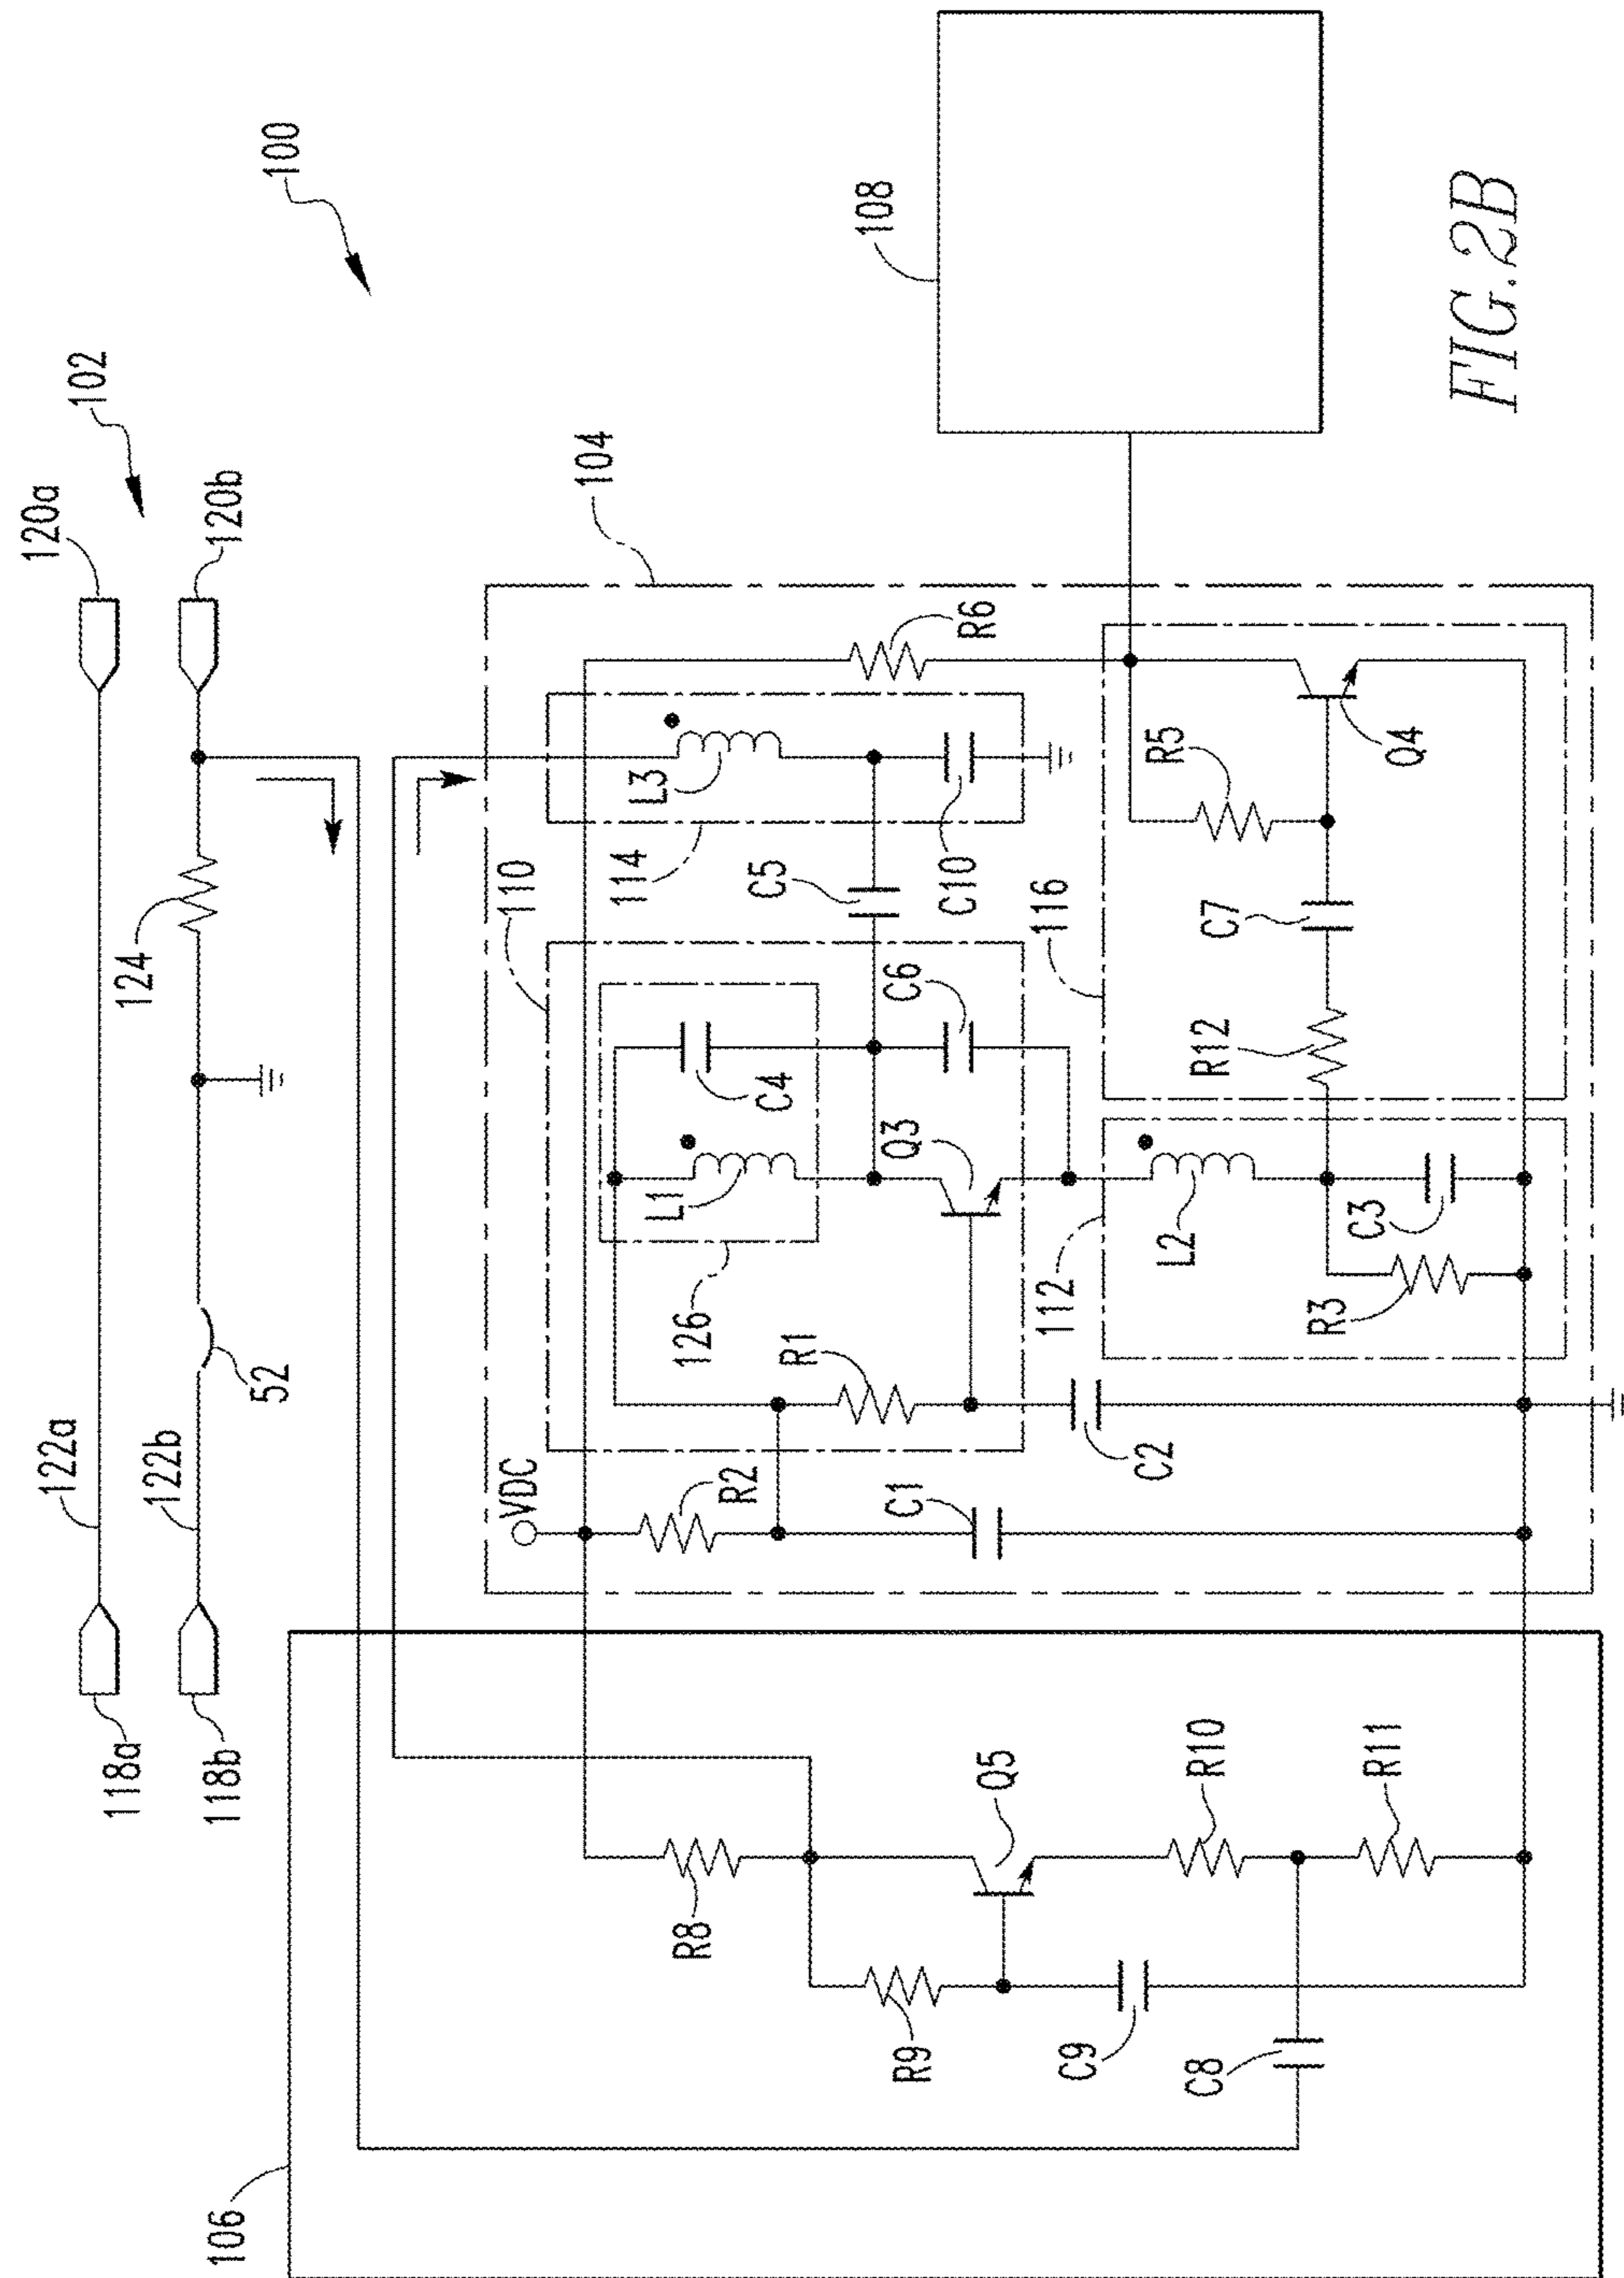 100
102
120a
120b
122a
122b
124
52
118a
118b
104
106
108
110
VDC
R2
R1
126
L1
C4
L3
114
C5
C10
R6
C6
Q3
C1
C2
112
L2
R3
C3
116
R12
C7
R5
Q4
R8
R9
Q5
C9
R10
C8
R11
FIG.2B